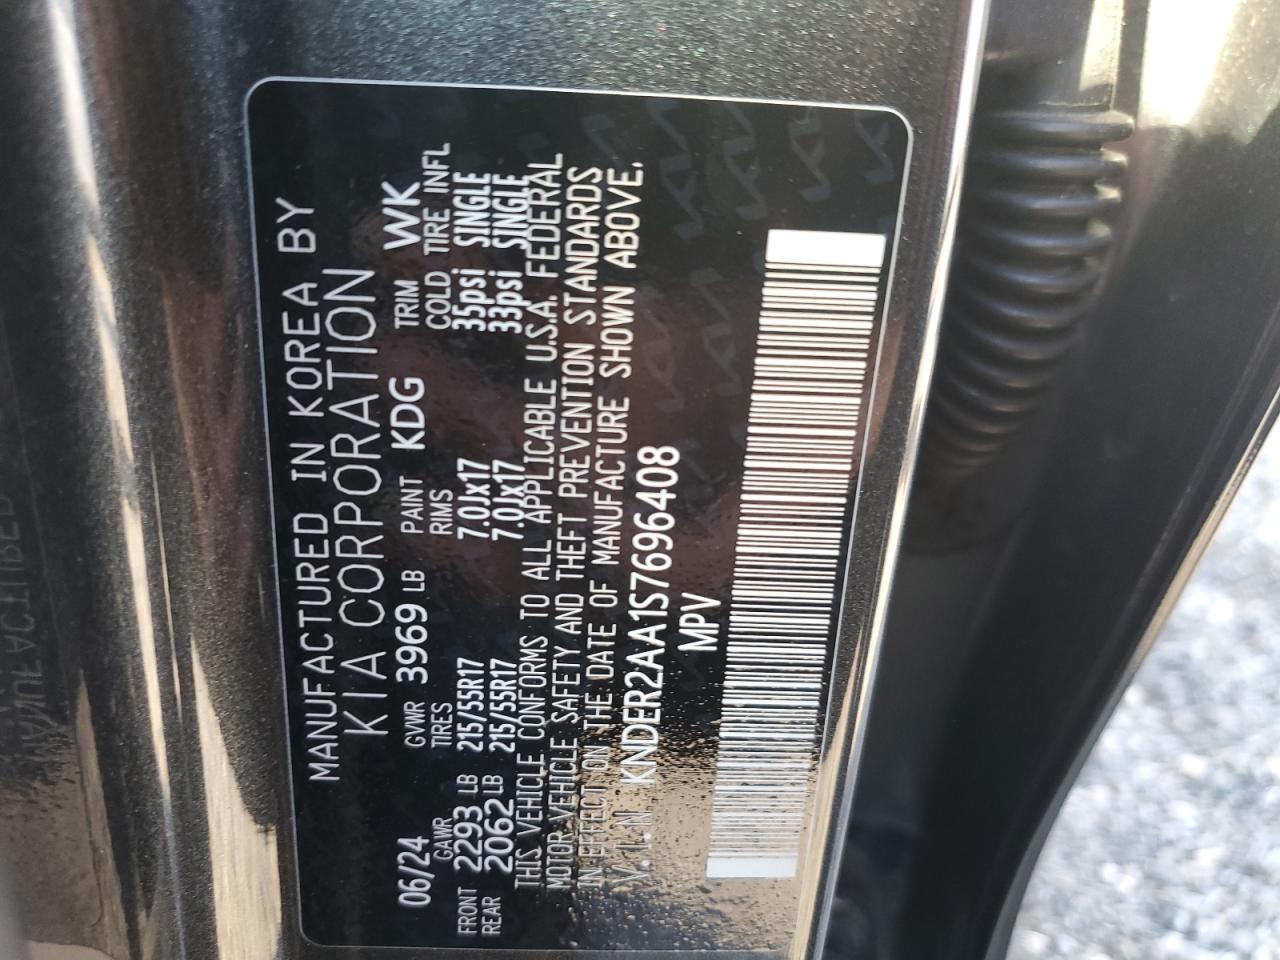 MANUFACTURED IN KOREA BY
KIA CORPORATION
06/24 GVWR 3969 LB PAINT KDG TRIM WK
GAWR TIRES RIMS COLD TIRE INFL
FRONT 2293 LB 215/55R17 7.0Jx17 35psi SINGLE
REAR 2062 LB 215/55R17 7.0Jx17 33psi SINGLE
THIS VEHICLE CONFORMS TO ALL APPLICABLE U.S.A. FEDERAL
MOTOR VEHICLE SAFETY AND THEFT PREVENTION STANDARDS
IN EFFECT ON THE DATE OF MANUFACTURE SHOWN ABOVE.
V.I.N. KNDER2AA1S7696408
MPV